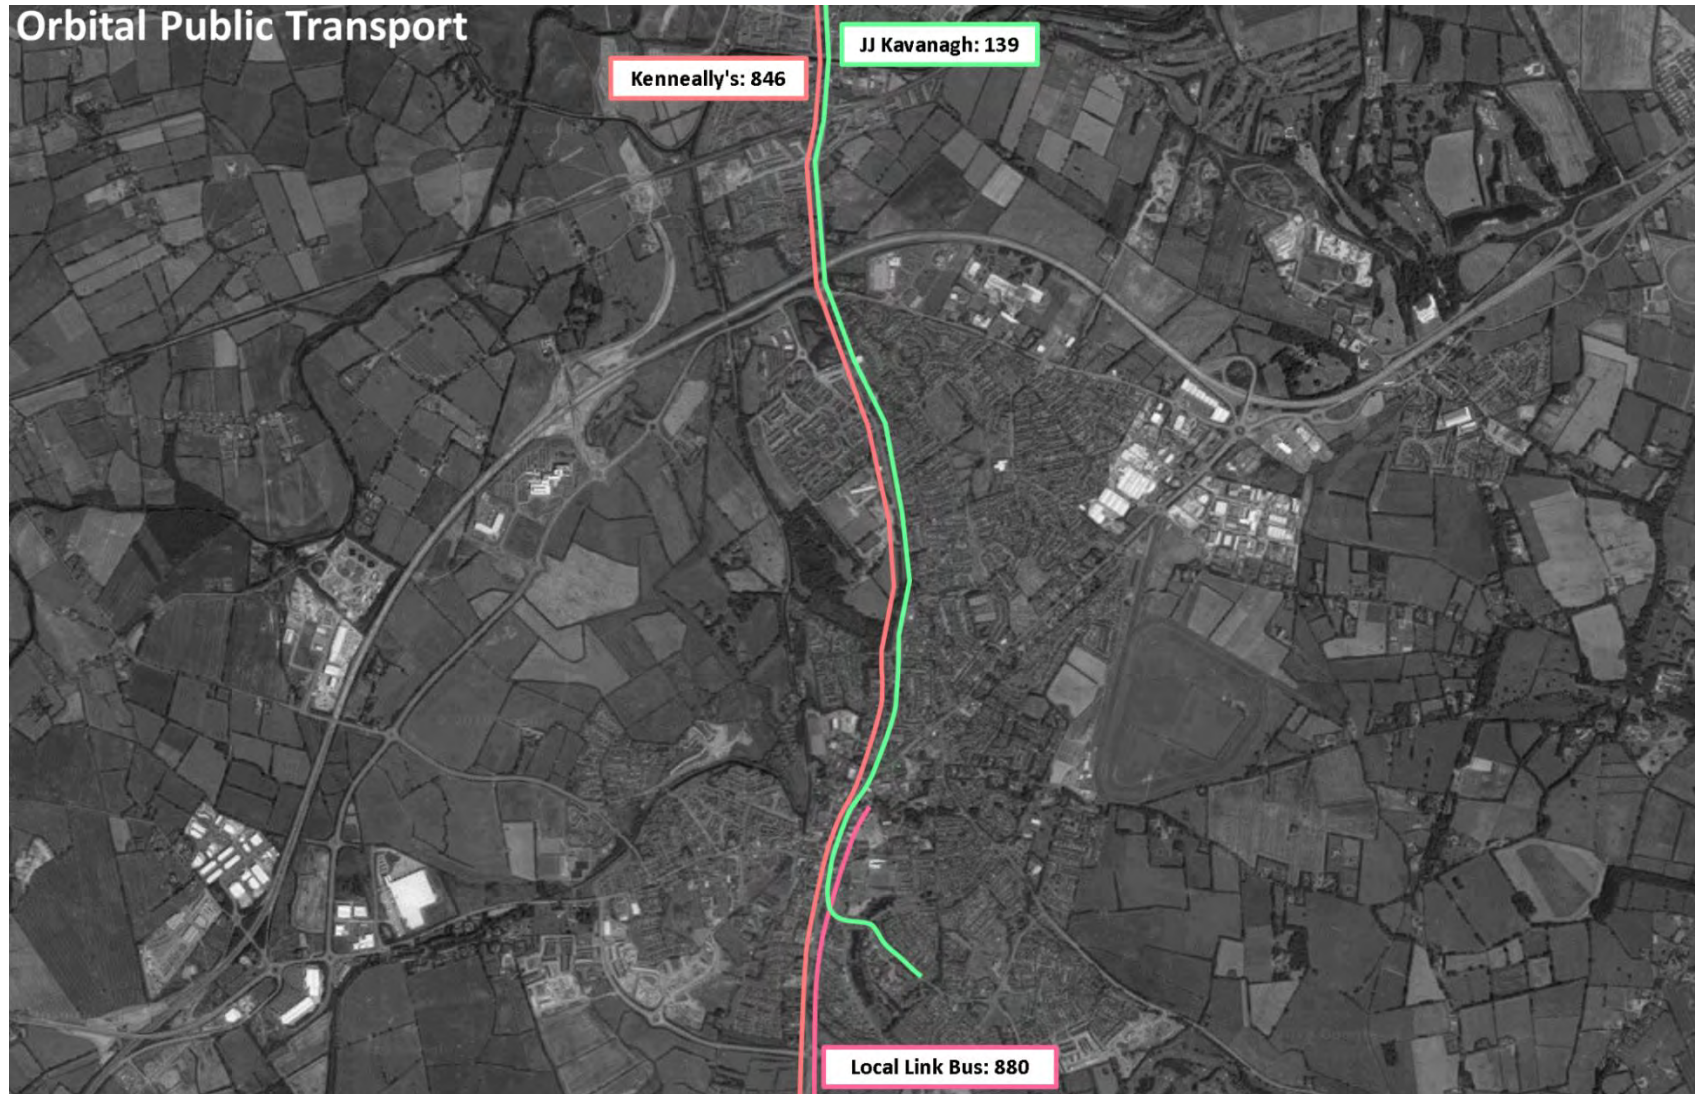 Orbital Public Transport
JJ Kavanagh: 139
Kenneally's: 846
Local Link Bus: 880